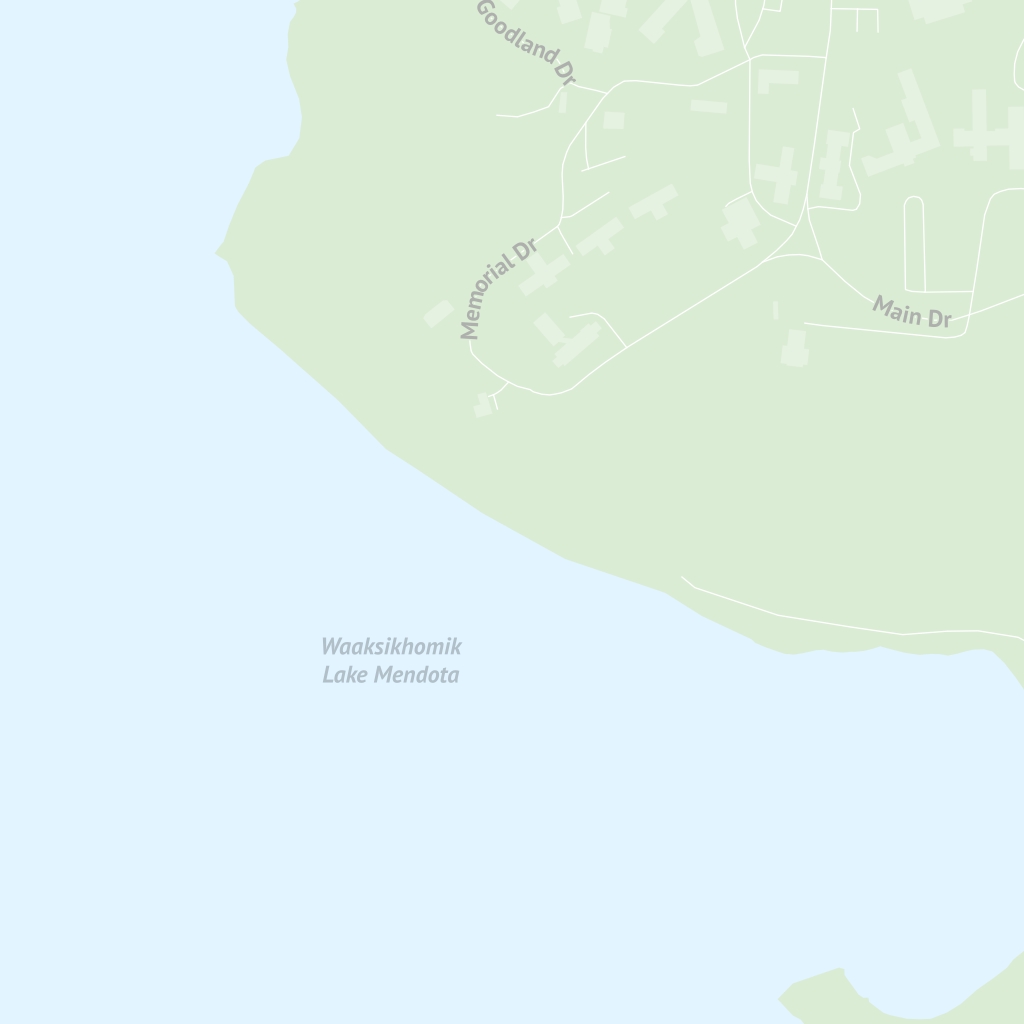 Goodland Dr
Memorial Dr
Main Dr
Waaksikhomik
Lake Mendota